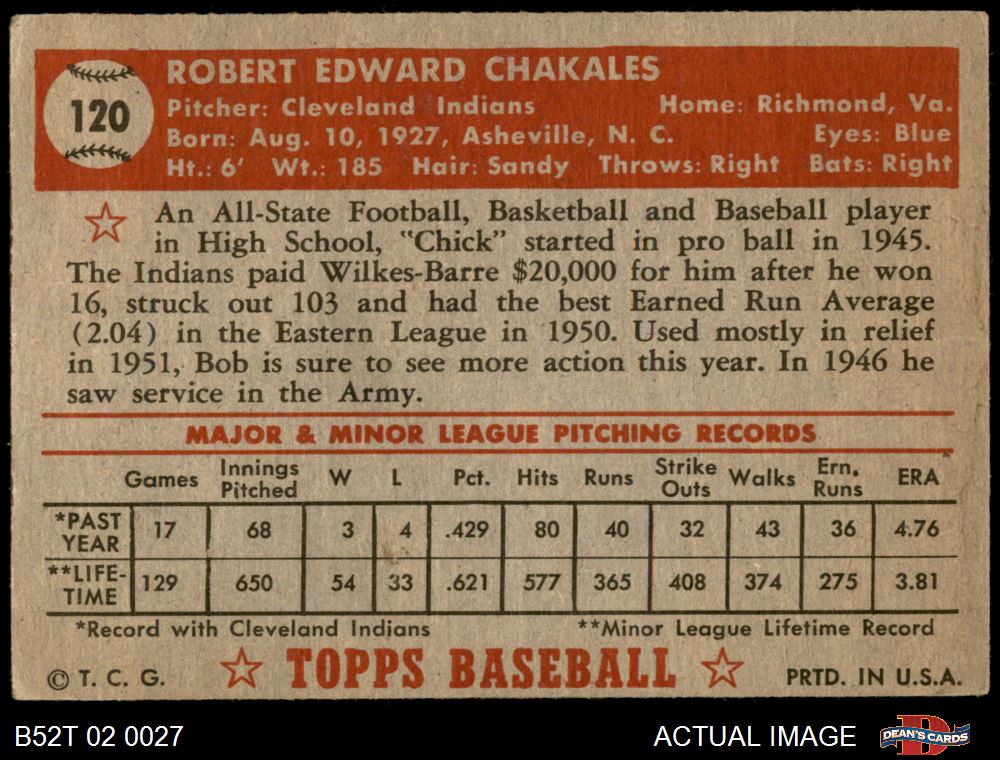 120
ROBERT EDWARD CHAKALES
Pitcher: Cleveland Indians Home: Richmond, Va.
Born: Aug. 10, 1927, Asheville, N. C. Eyes: Blue
Ht.: 6' Wt.: 185 Hair: Sandy Throws: Right Bats: Right
An All-State Football, Basketball and Baseball player
in High School, "Chick" started in pro ball in 1945.
The Indians paid Wilkes-Barre $20,000 for him after he won
16, struck out 103 and had the best Earned Run Average
(2.04) in the Eastern League in 1950. Used mostly in relief
in 1951, Bob is sure to see more action this year. In 1946 he
saw service in the Army.
MAJOR & MINOR LEAGUE PITCHING RECORDS
Games Innings Pitched W L Pct. Hits Runs Strike Outs Walks Ern. Runs ERA
*PAST YEAR 17 68 3 4 .429 80 40 32 43 36 4.76
**LIFE-TIME 129 650 54 33 .621 577 365 408 374 275 3.81
*Record with Cleveland Indians **Minor League Lifetime Record
© T. C. G. TOPPS BASEBALL PRTD. IN U.S.A.
B52T 02 0027 ACTUAL IMAGE DEAN'S CARDS